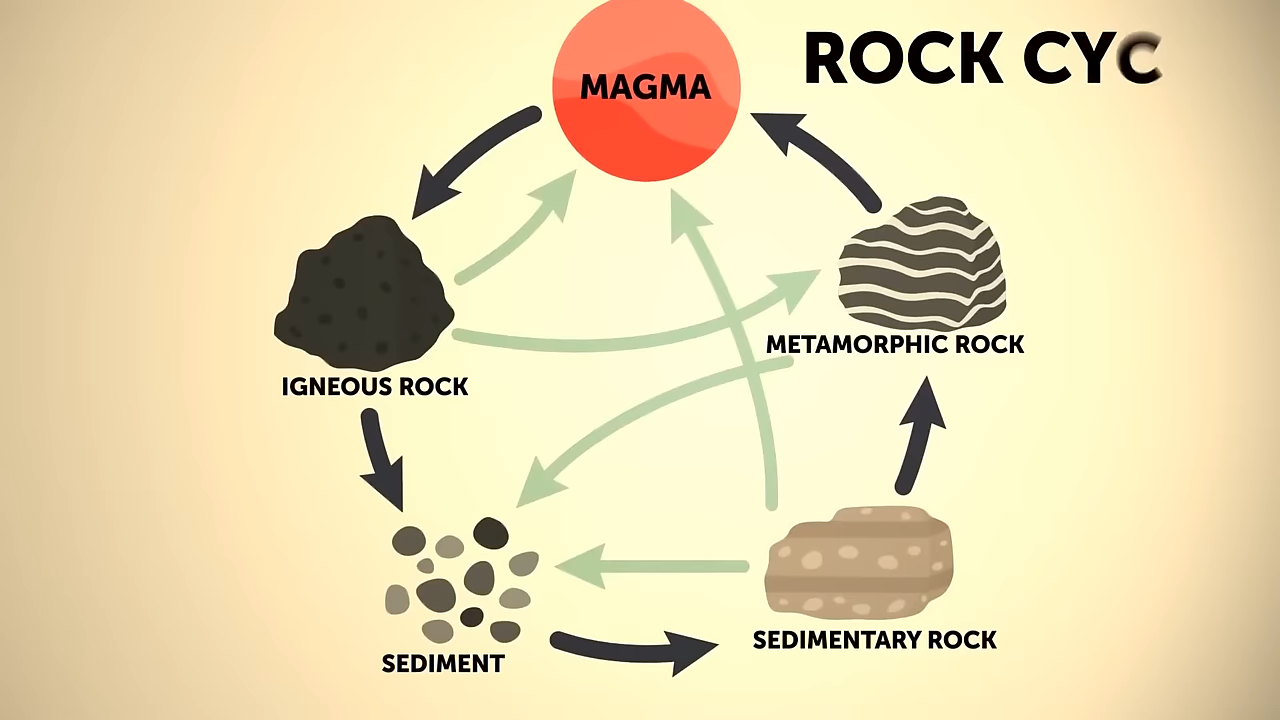 ROCK CYC
MAGMA
METAMORPHIC ROCK
IGNEOUS ROCK
SEDIMENTARY ROCK
SEDIMENT